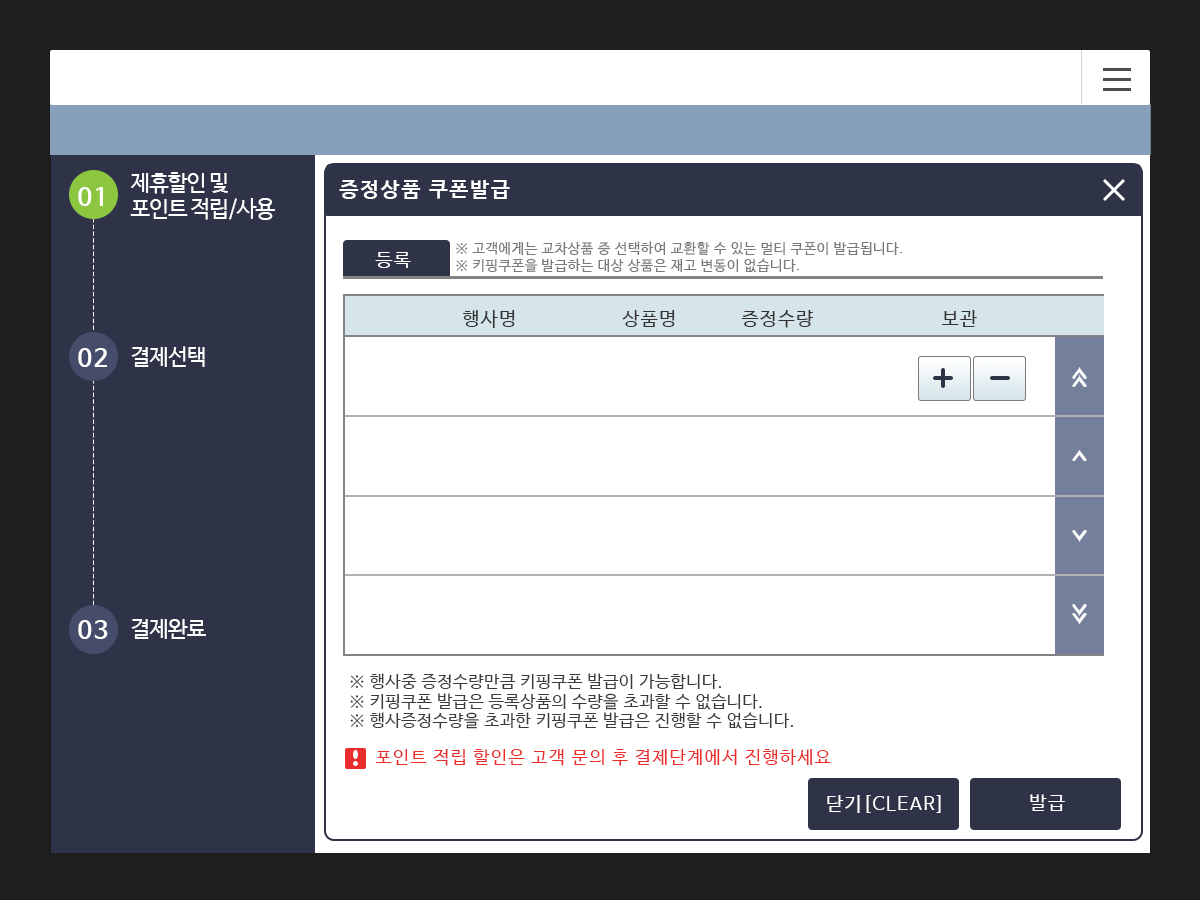 01 제휴할인 및
포인트 적립/사용
02 결제선택
03 결제완료
증정상품 쿠폰발급
등록
※ 고객에게는 교차상품 중 선택하여 교환할 수 있는 멀티 쿠폰이 발급됩니다.
※ 키핑쿠폰을 발급하는 대상 상품은 재고 변동이 없습니다.
행사명 상품명 증정수량 보관
※ 행사중 증정수량만큼 키핑쿠폰 발급이 가능합니다.
※ 키핑쿠폰 발급은 등록상품의 수량을 초과할 수 없습니다.
※ 행사증정수량을 초과한 키핑쿠폰 발급은 진행할 수 없습니다.
포인트 적립 할인은 고객 문의 후 결제단계에서 진행하세요
닫기[CLEAR] 발급